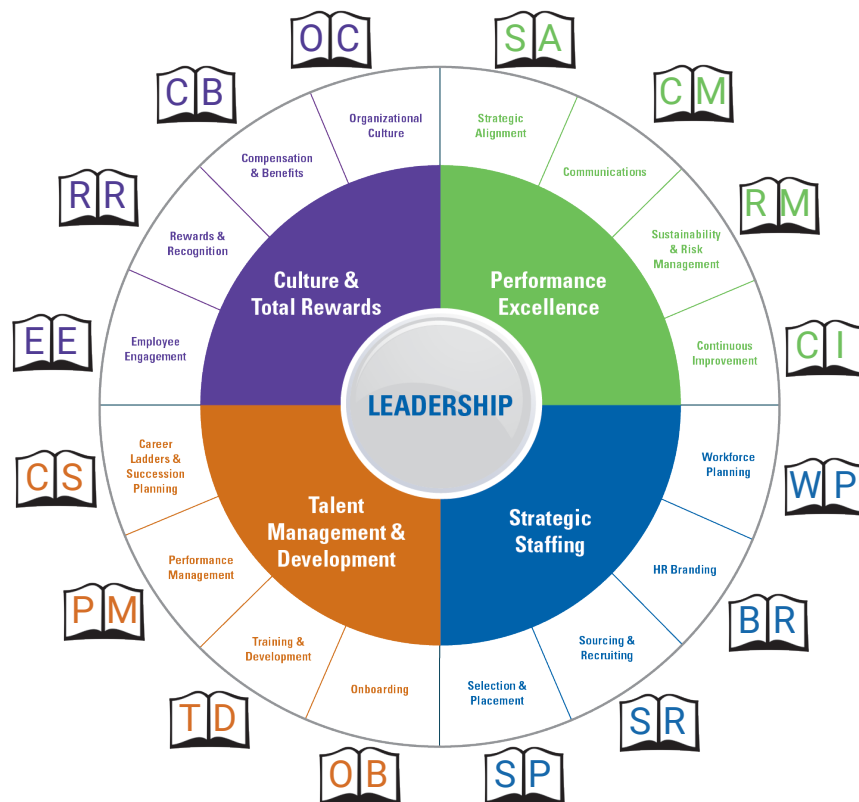 OC
SA
CB
CM
RR
RM
EE
CI
CS
WP
PM
BR
TD
SR
OB
SP
Organizational
Culture
Compensation
& Benefits
Rewards &
Recognition
Employee
Engagement
Strategic
Alignment
Communications
Sustainability
& Risk
Management
Continuous
Improvement
Culture &
Total Rewards
Performance
Excellence
LEADERSHIP
Talent
Management &
Development
Strategic
Staffing
Career
Ladders &
Succession
Planning
Performance
Management
Training &
Development
Onboarding
Workforce
Planning
HR Branding
Sourcing &
Recruiting
Selection &
Placement